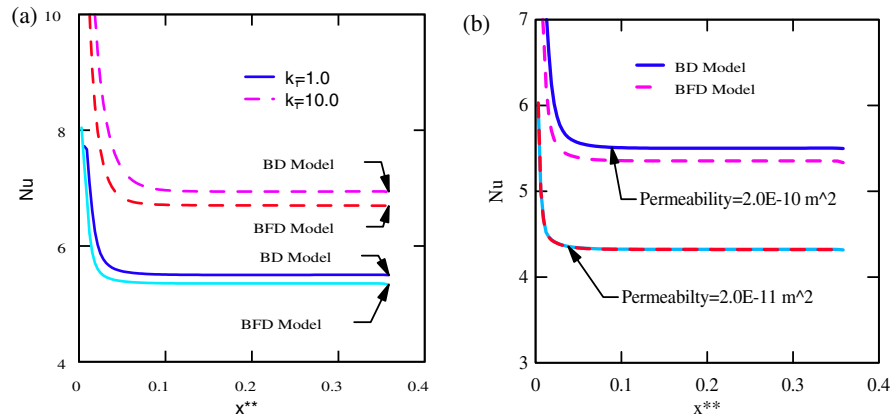 (a)
10
8
6
4
Nu
k_T=1.0
k_T=10.0
BD Model
BFD Model
BD Model
BFD Model
0
0.1
0.2
0.3
0.4
x**
(b)
7
6
5
4
3
Nu
BD Model
BFD Model
Permeability=2.0E-10 m^2
Permeabilty=2.0E-11 m^2
0
0.1
0.2
0.3
0.4
x**